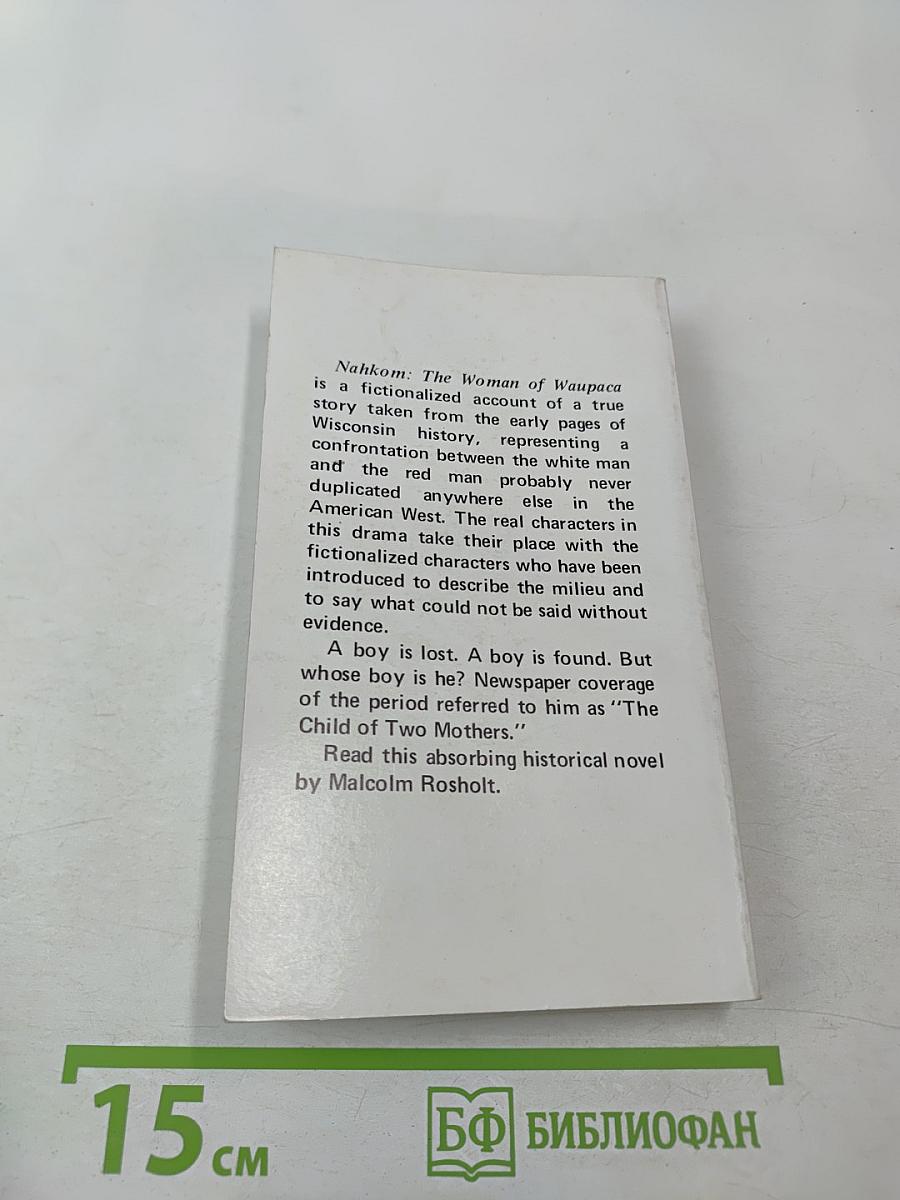 Nahkom: The Woman of Waupaca
is a fictionalized account of a true
story taken from the early pages of
Wisconsin history, representing a
confrontation between the white man
and the red man probably never
duplicated anywhere else in the
American West. The real characters in
this drama take their place with the
fictionalized characters who have been
introduced to describe the milieu and
to say what could not be said without
evidence.
A boy is lost. A boy is found. But
whose boy is he? Newspaper coverage
of the period referred to him as "The
Child of Two Mothers."
Read this absorbing historical novel
by Malcolm Rosholt.
15 см
БФ БИБЛИОФАН